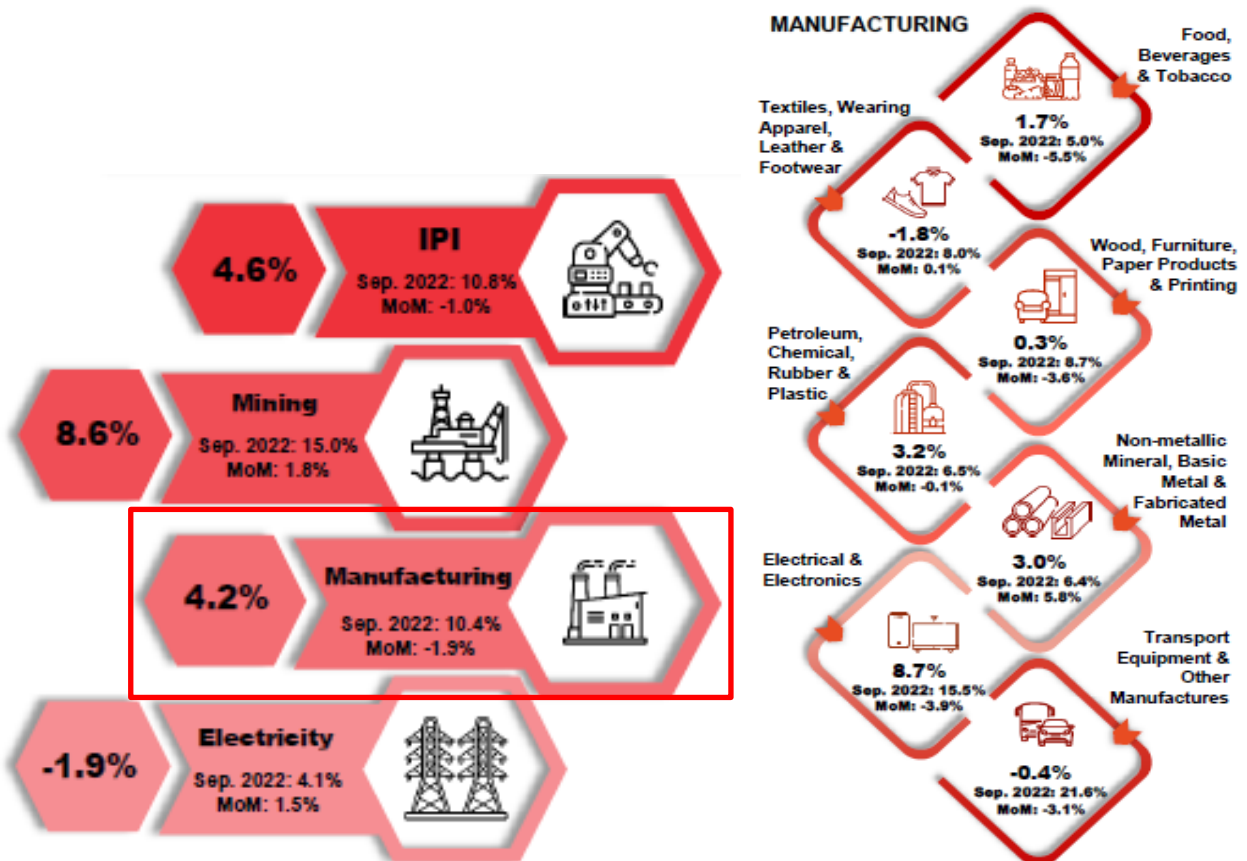 4.6%
IPI
Sep. 2022: 10.8%
MoM: -1.0%
8.6%
Mining
Sep. 2022: 15.0%
MoM: 1.8%
4.2%
Manufacturing
Sep. 2022: 10.4%
MoM: -1.9%
-1.9%
Electricity
Sep. 2022: 4.1%
MoM: 1.5%
MANUFACTURING
Food,
Beverages
& Tobacco
1.7%
Sep. 2022: 5.0%
MoM: -5.5%
Textiles, Wearing
Apparel,
Leather &
Footwear
-1.8%
Sep. 2022: 8.0%
MoM: 0.1%
Wood, Furniture,
Paper Products
& Printing
0.3%
Sep. 2022: 8.7%
MoM: -3.6%
Petroleum,
Chemical,
Rubber &
Plastic
3.2%
Sep. 2022: 6.5%
MoM: -0.1%
Non-metallic
Mineral, Basic
Metal &
Fabricated
Metal
3.0%
Sep. 2022: 6.4%
MoM: 5.8%
Electrical &
Electronics
8.7%
Sep. 2022: 15.5%
MoM: -3.9%
Transport
Equipment &
Other
Manufactures
-0.4%
Sep. 2022: 21.6%
MoM: -3.1%